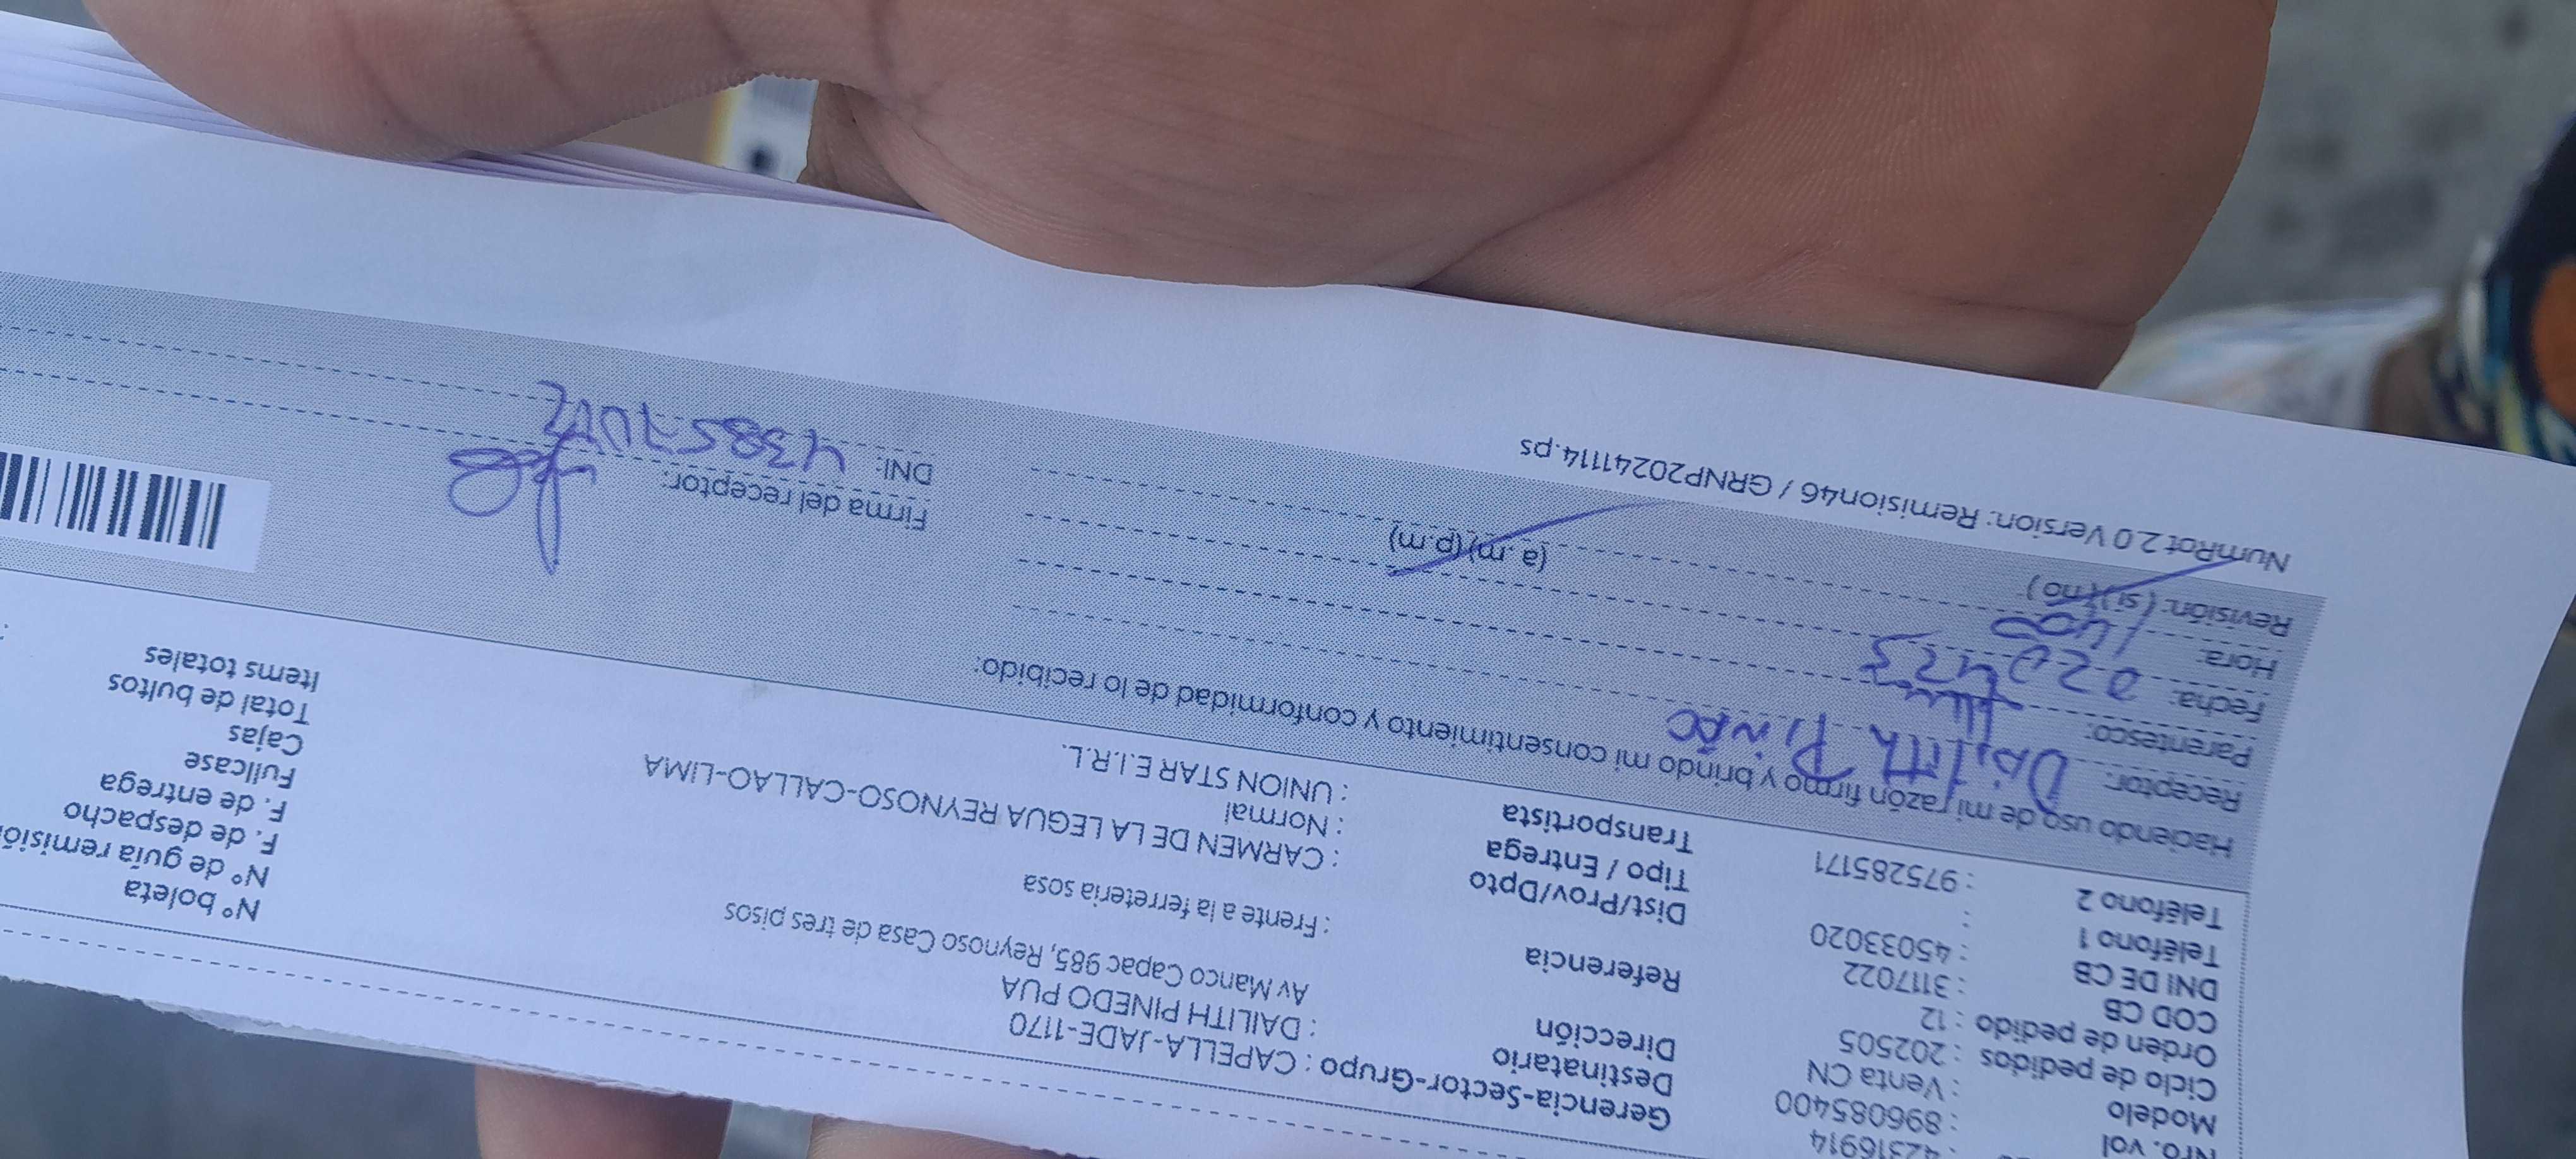 : 42316914
Nro. vol : 896085400
Modelo : Venta CN
Ciclo de pedidos : 202505
Orden de pedido : 12
COD CB : 3117022
DNI DE CB : 45033020
Teléfono 1 :
Teléfono 2 : 975285171
Gerencia-Sector-Grupo : CAPELLA-JADE-1170
Destinatario : DAILITH PINEDO PUA
Dirección Av Manco Capac 985, Reynoso Casa de tres pisos
Referencia : Frente a la ferreteria sosa
Dist/Prov/Dpto : CARMEN DE LA LEGUA REYNOSO-CALLAO-LIMA
Tipo / Entrega : Normal
Transportista : UNION STAR E.I.R.L.
N° boleta
N° de guía remisió
F. de despacho
F. de entrega
Fullcase
Cajas
Total de bultos
Items totales :
Haciendo uso de mi razón firmo y brindo mi consentimiento y conformidad de lo recibido:
Receptor: Dailith
Parentesco:
Fecha:
Hora: 1400 (a .m) (p.m)
Revisión: ( si) ( no )
Firma del receptor:
DNI:
NumRot 2.0 Version: Remision46 / GRNP20241114.ps